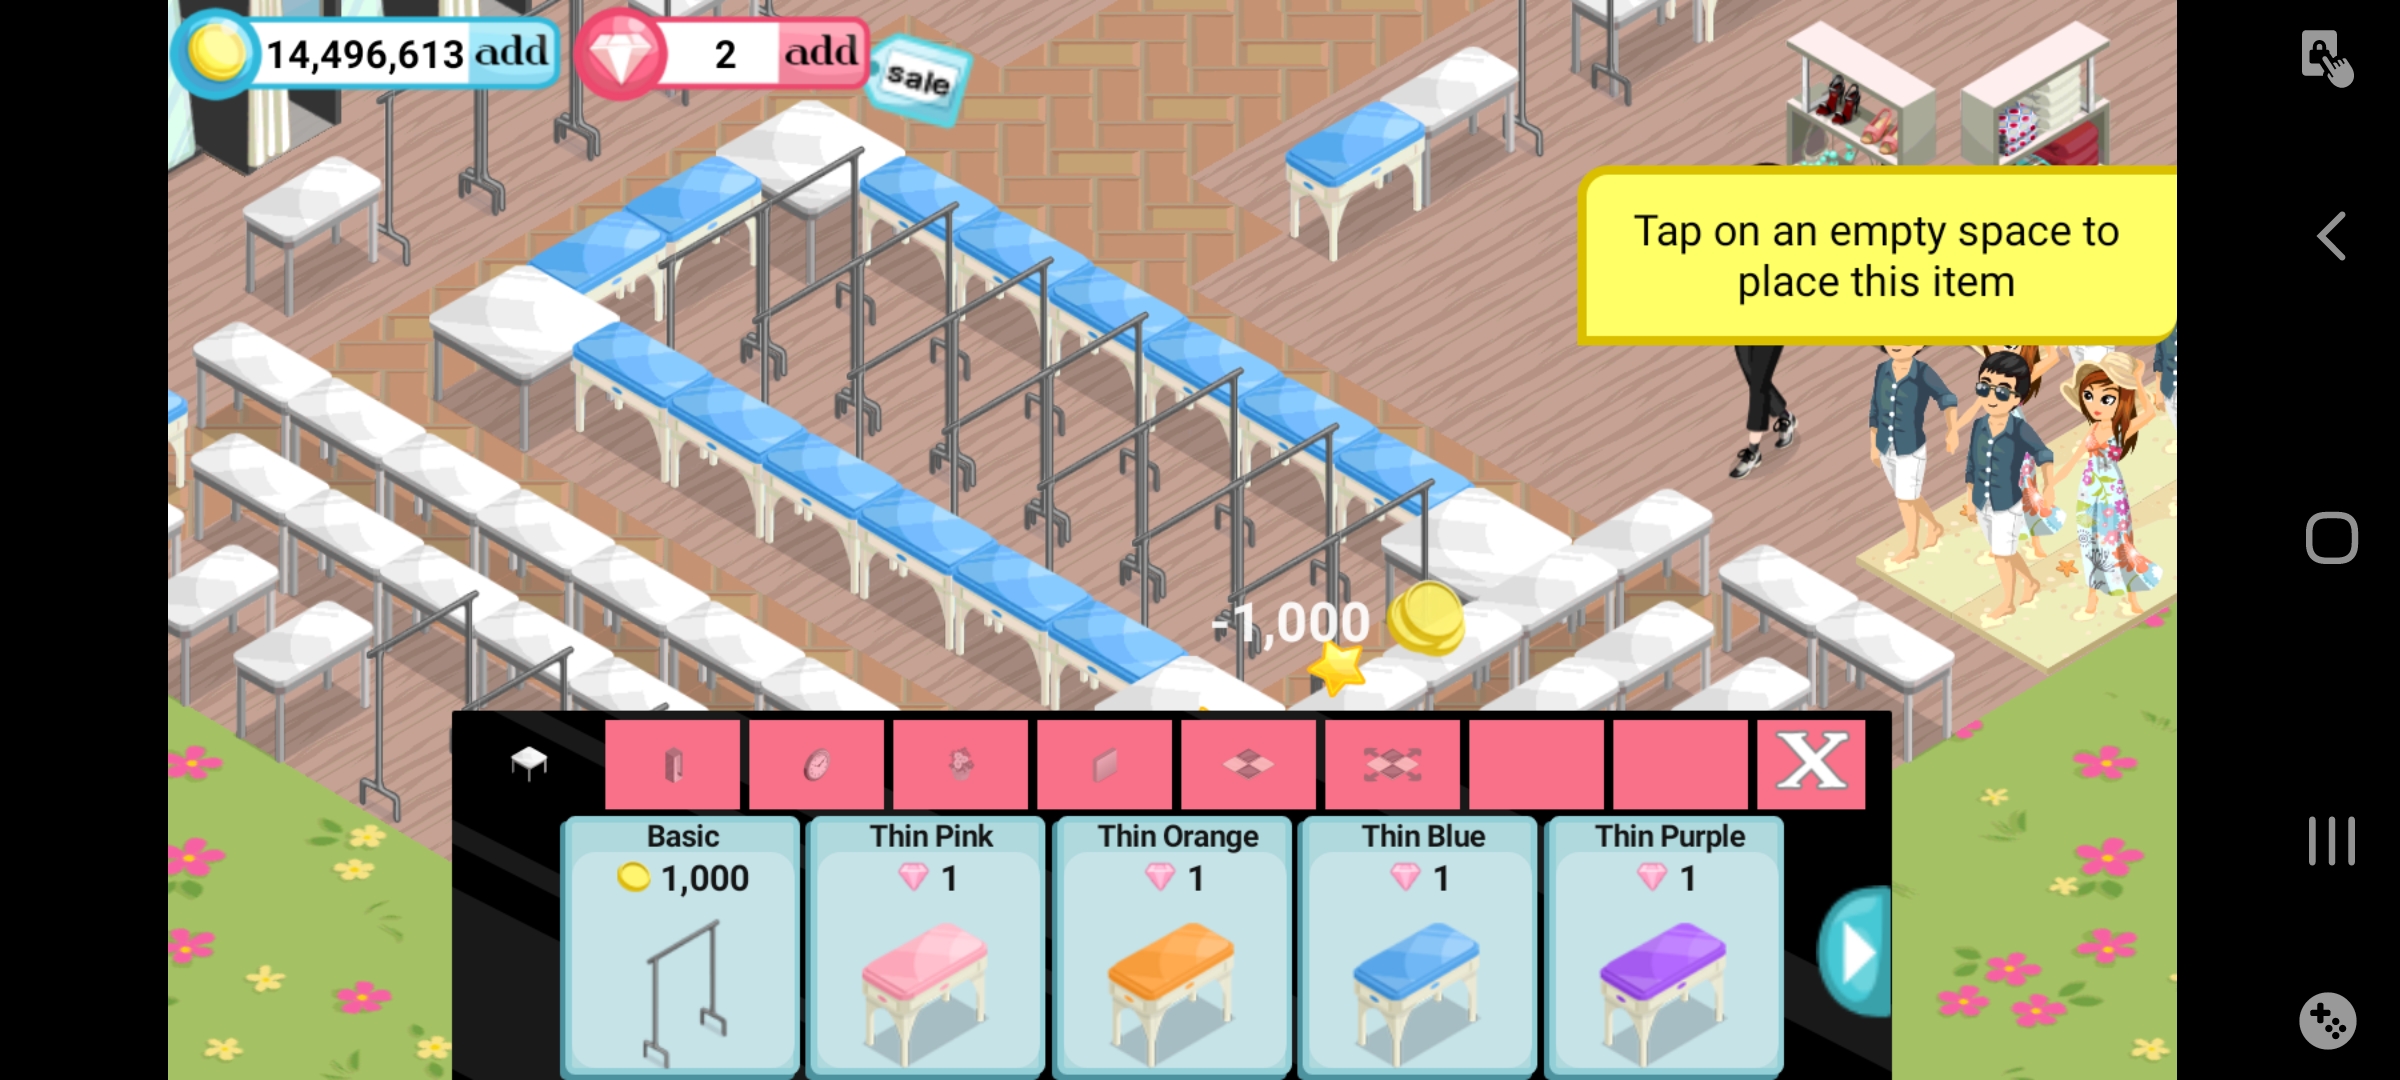 14,496,613 add
2 add
sale
Tap on an empty space to
place this item
-1,000
X
Basic
1,000
Thin Pink
1
Thin Orange
1
Thin Blue
1
Thin Purple
1